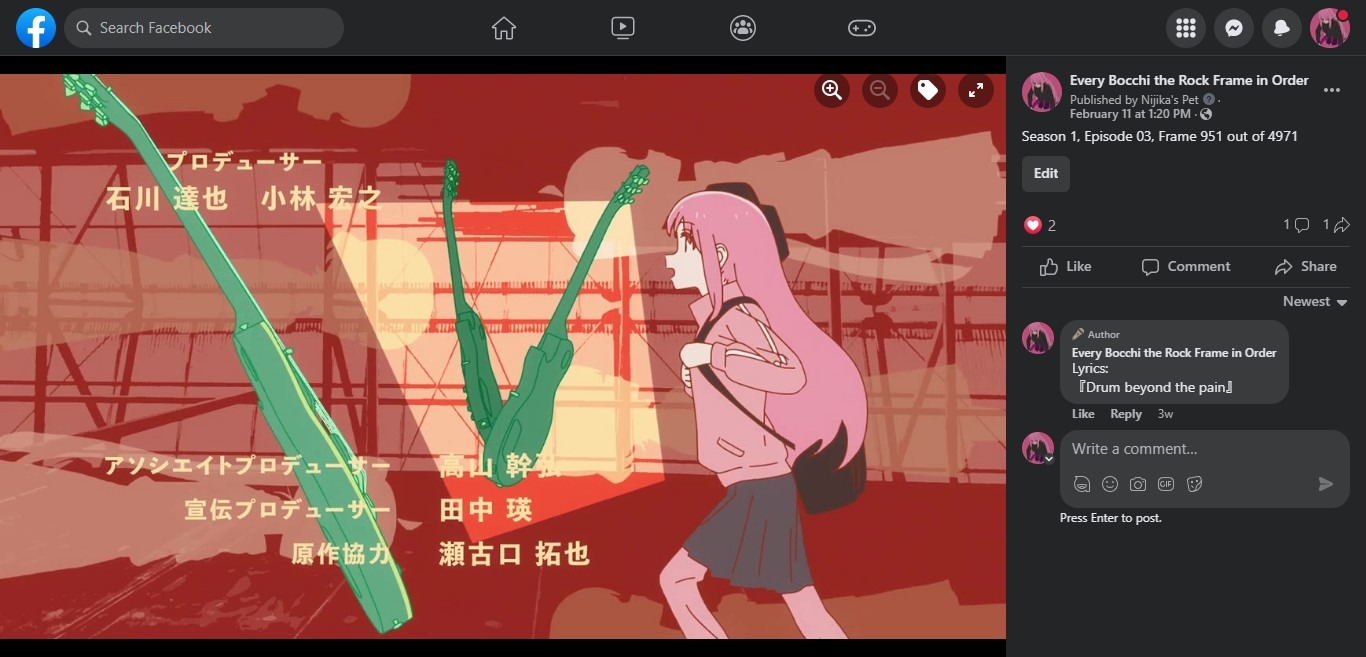 Search Facebook
プロデューサー
石川 達也 小林 宏之
アソシエイトプロデューサー 高山 幹弘
宣伝プロデューサー 田中 瑛
原作協力 瀬古口 拓也
Every Bocchi the Rock Frame in Order
Published by Nijika's Pet ·
February 11 at 1:20 PM ·
Season 1, Episode 03, Frame 951 out of 4971
Edit
2 1 1
Like Comment Share
Newest
Author
Every Bocchi the Rock Frame in Order
Lyrics:
『Drum beyond the pain』
Like Reply 3w
Write a comment...
GIF
Press Enter to post.